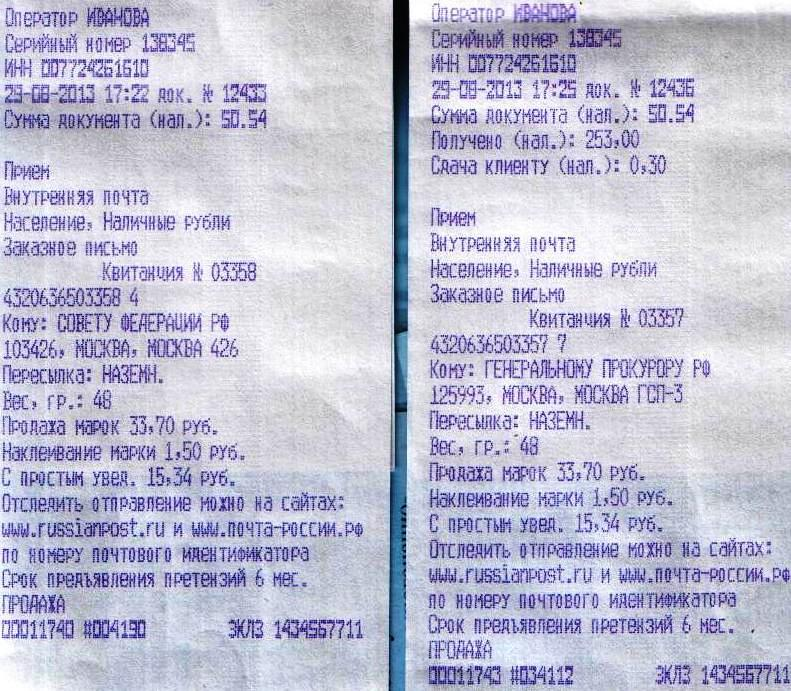 Оператор ИВАНОВА
Серийный номер 138345
ИНН 007724261610
29-08-2013 17:22 док. № 12433
Сумма документа (нал.): 50.54
Прием
Внутренняя почта
Население, Наличные рубли
Заказное письмо
Квитанция № 03358
4320636503358 4
Кому: СОВЕТУ ФЕДЕРАЦИИ РФ
103426, МОСКВА, МОСКВА 426
Пересылка: НАЗЕМН.
Вес, гр.: 48
Продажа марок 33,70 руб.
Наклеивание марки 1,50 руб.
С простым увед. 15,34 руб.
Отследить отправление можно на сайтах:
www.russianpost.ru и www.почта-россии.рф
по номеру почтового идентификатора
Срок предъявления претензий 6 мес.
ПРОДАЖА
00011740 #004190 ЭКЛЗ 1434567711
Оператор ИВАНОВА
Серийный номер 138345
ИНН 007724261610
29-08-2013 17:25 док. № 12436
Сумма документа (нал.): 50.54
Получено (нал.): 253,00
Сдача клиенту (нал.): 0,30
Прием
Внутренняя почта
Население, Наличные рубли
Заказное письмо
Квитанция № 03357
4320636503357 7
Кому: ГЕНЕРАЛЬНОМУ ПРОКУРОРУ РФ
125993, МОСКВА, МОСКВА ГСП-3
Пересылка: НАЗЕМН.
Вес, гр.: 48
Продажа марок 33,70 руб.
Наклеивание марки 1,50 руб.
С простым увед. 15,34 руб.
Отследить отправление можно на сайтах:
www.russianpost.ru и www.почта-россии.рф
по номеру почтового идентификатора
Срок предъявления претензий 6 мес.
ПРОДАЖА
00011743 #034112 ЭКЛЗ 1434567711